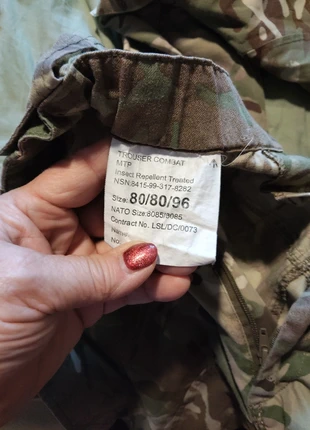 TROUSER COMBAT
MTP
Insect Repellent Treated
NSN:8415-99-317-8282
Size: 80/80/96
NATO Size:8085/8085
Contract No. LSL/DC/0073
No